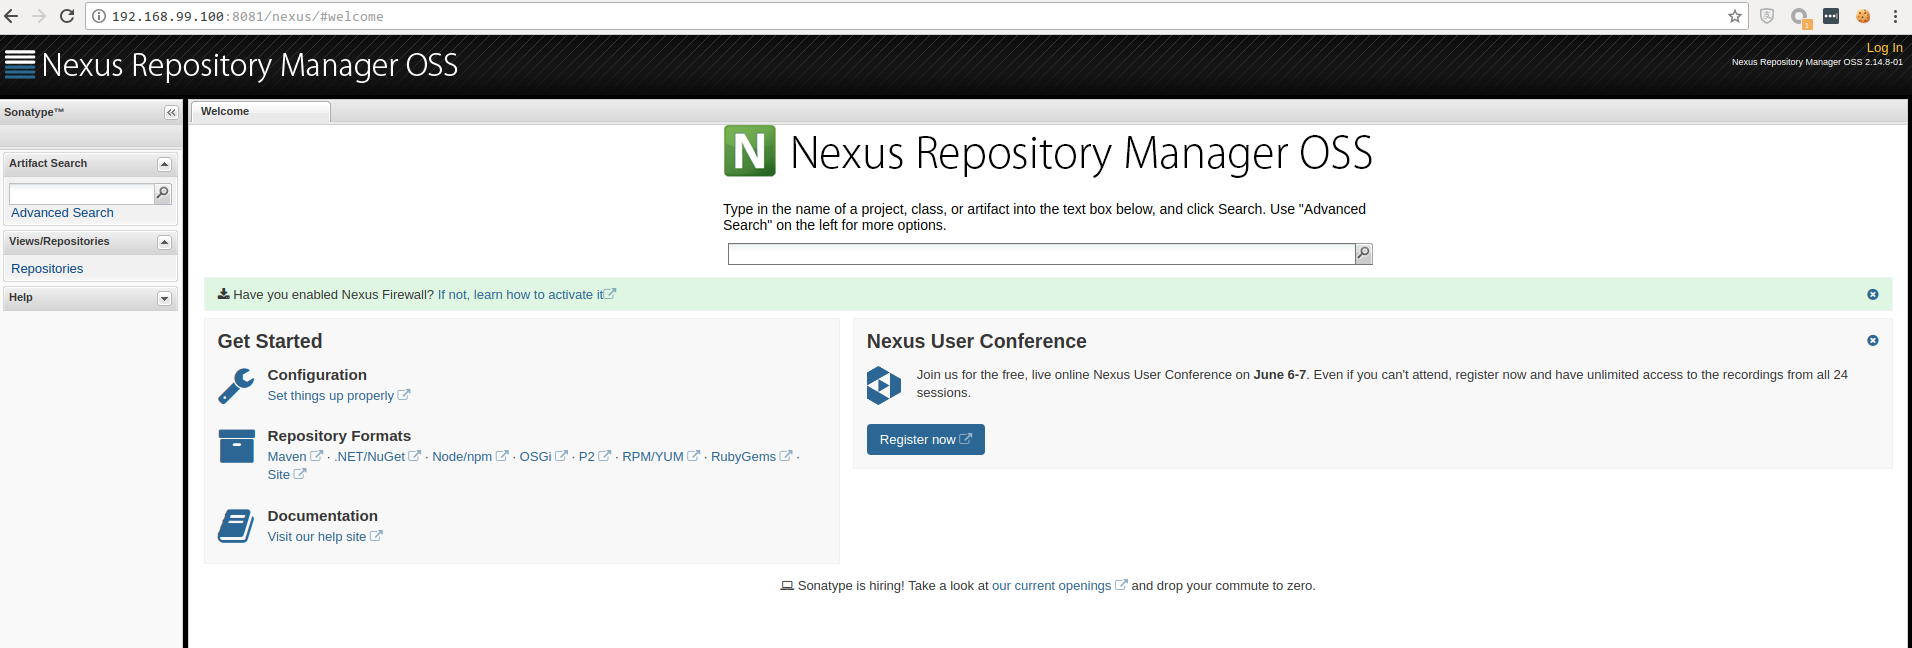 192.168.99.100:8081/nexus/#welcome
Nexus Repository Manager OSS
Log In
Nexus Repository Manager OSS 2.14.8-01
Sonatype™
Artifact Search
Advanced Search
Views/Repositories
Repositories
Help
Welcome
N Nexus Repository Manager OSS
Type in the name of a project, class, or artifact into the text box below, and click Search. Use "Advanced
Search" on the left for more options.
Have you enabled Nexus Firewall? If not, learn how to activate it
Get Started
Configuration
Set things up properly
Repository Formats
Maven · .NET/NuGet · Node/npm · OSGi · P2 · RPM/YUM · RubyGems ·
Site
Documentation
Visit our help site
Nexus User Conference
Join us for the free, live online Nexus User Conference on June 6-7. Even if you can't attend, register now and have unlimited access to the recordings from all 24
sessions.
Register now
Sonatype is hiring! Take a look at our current openings and drop your commute to zero.